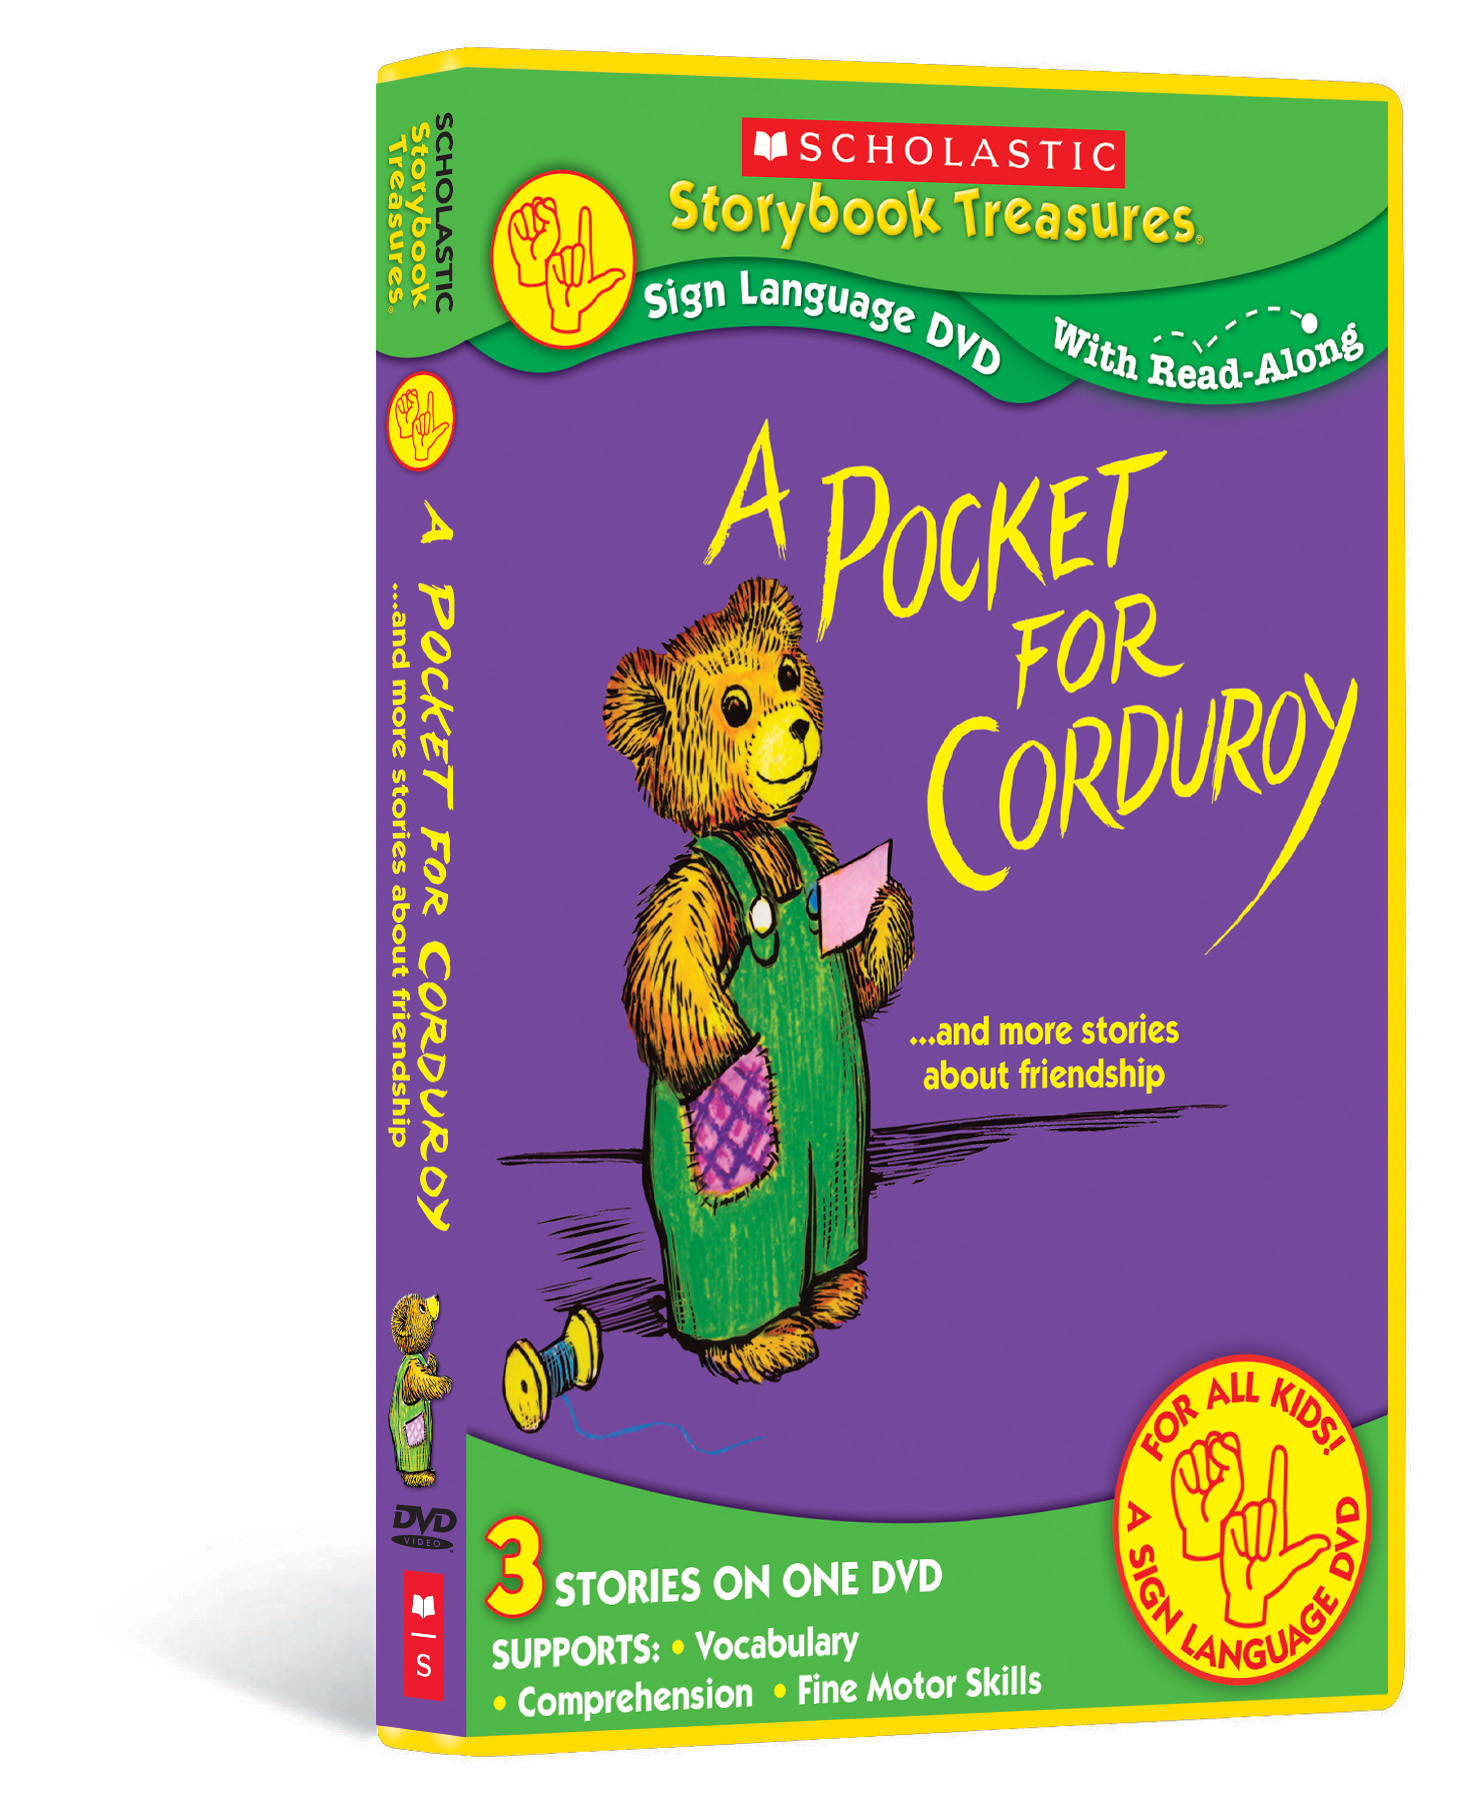 SCHOLASTIC
Storybook
Treasures®
A POCKET FOR CORDUROY
...and more stories about friendship
DVD
VIDEO
S
SCHOLASTIC
Storybook Treasures®
Sign Language DVD
With Read-Along
A POCKET
FOR
CORDUROY
...and more stories
about friendship
FOR ALL KIDS!
A SIGN LANGUAGE DVD
3 STORIES ON ONE DVD
SUPPORTS: • Vocabulary
• Comprehension • Fine Motor Skills